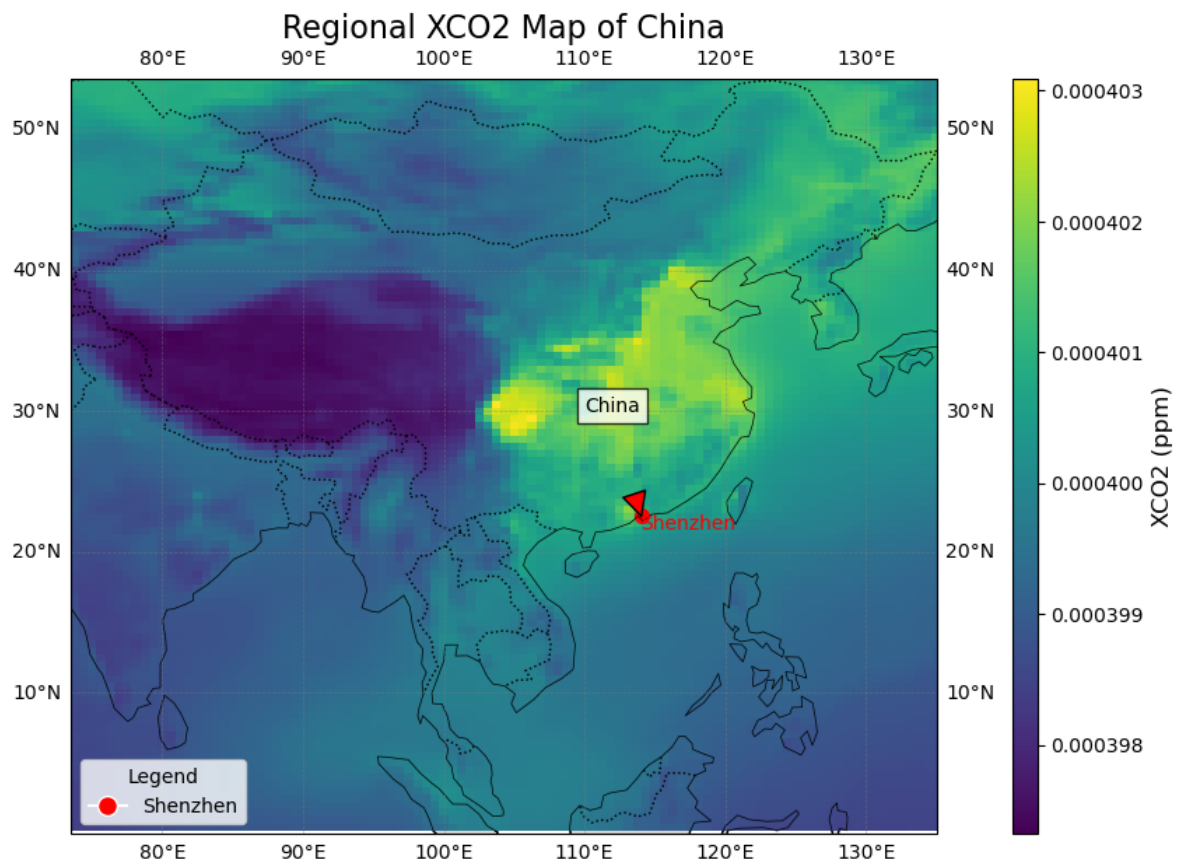 Regional XCO2 Map of China
80°E 90°E 100°E 110°E 120°E 130°E
50°N 50°N
40°N 40°N
30°N 30°N
20°N 20°N
10°N 10°N
China
Shenzhen
Legend
Shenzhen
80°E 90°E 100°E 110°E 120°E 130°E
0.000403
0.000402
0.000401
0.000400
0.000399
0.000398
XCO2 (ppm)